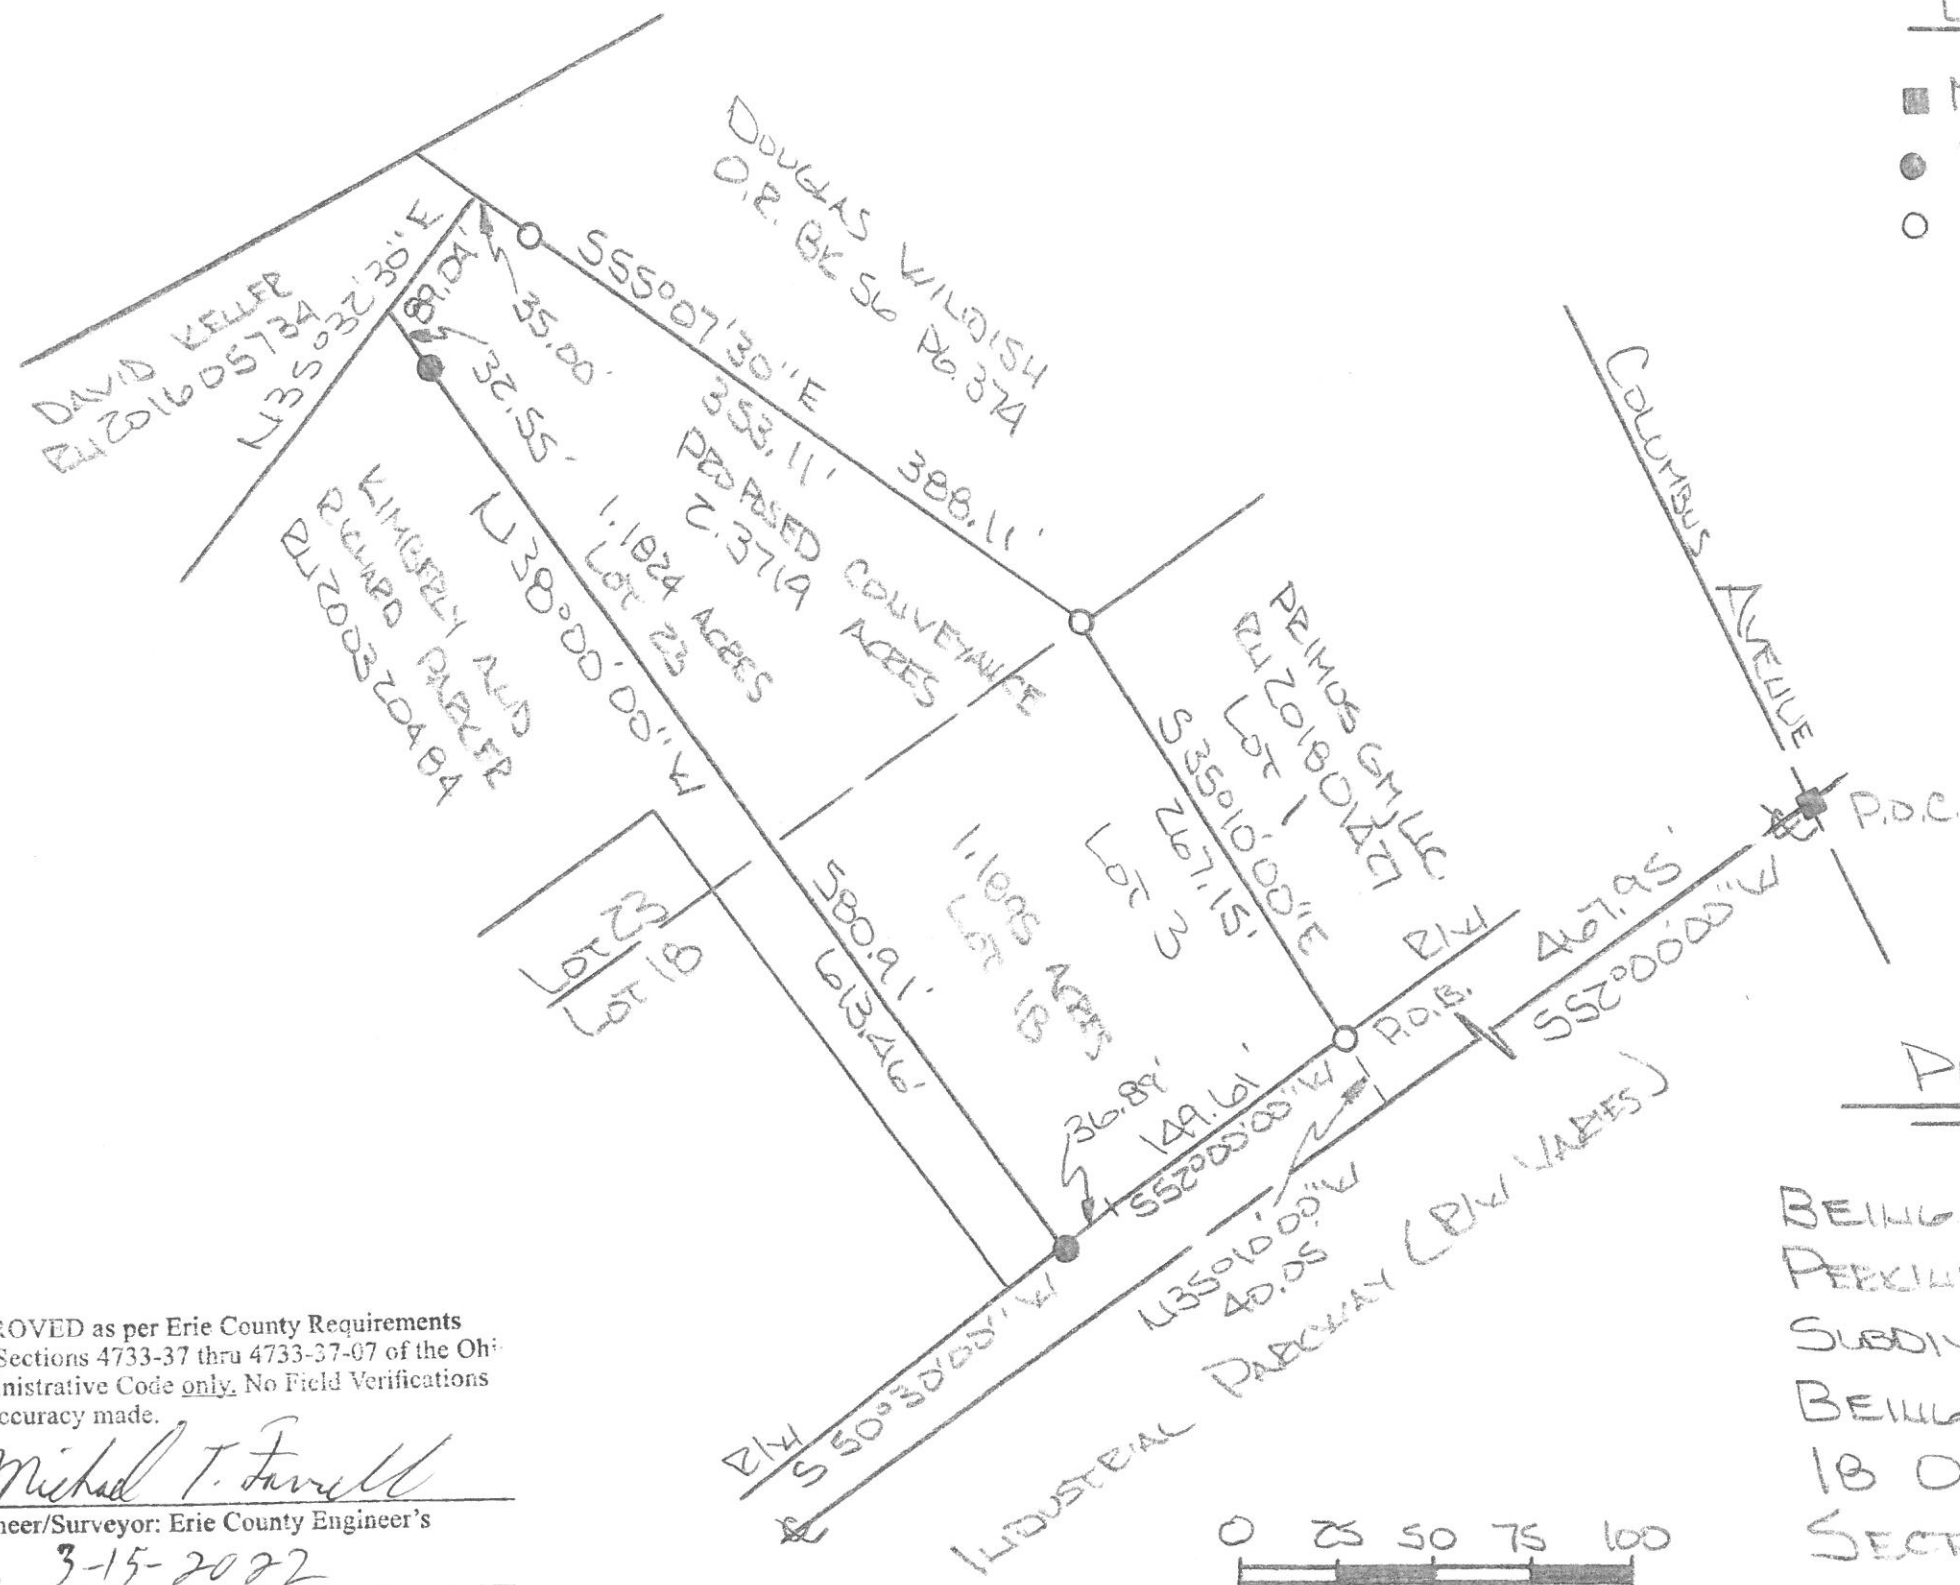 DOUGLAS WILDISH
O.R. BK 56 PG. 374
DAVID KELLER
RN 201605734
N35°32'30"E
89.04'
35.00'
32.55'
S55°07'30"E
353.11'
388.11'
PROPOSED CONVEYANCE
2.3719 ACRES
1.1824 ACRES
LOT 23
KIMBERLY AND
RICHARD PARKER
RN 200320484
N38°00'00"W
COLUMBUS AVENUE
PRIMOS GM, LLC
LOT 1
S35°10'00"E
267.15'
P.O.C.
LOT 23
LOT 18
580.91'
613.46'
1.1895 ACRES
LOT 18
LOT 3
R/W
467.95'
S52°00'00"W
P.O.B.
36.89'
149.61'
S52°00'00"W
N35°10'00"W
40.05
INDUSTRIAL PARKWAY (R/W VARIES)
R/W
S 50°30'00"W
ROVED as per Erie County Requirements
Sections 4733-37 thru 4733-37-07 of the Ohi
nistrative Code only. No Field Verifications
ccuracy made.
Michael T. Farrell
neer/Surveyor: Erie County Engineer's
3-15-2022
0 25 50 75 100
BEING
SUBDIV
BEING
18 O
SECT